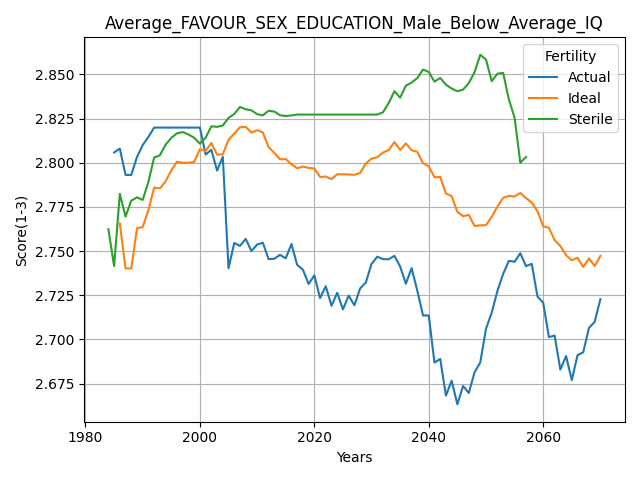 Average_FAVOUR_SEX_EDUCATION_Male_Below_Average_IQ
Fertility
Actual
Ideal
Sterile
Score(1-3)
2.850
2.825
2.800
2.775
2.750
2.725
2.700
2.675
1980
2000
2020
2040
2060
Years